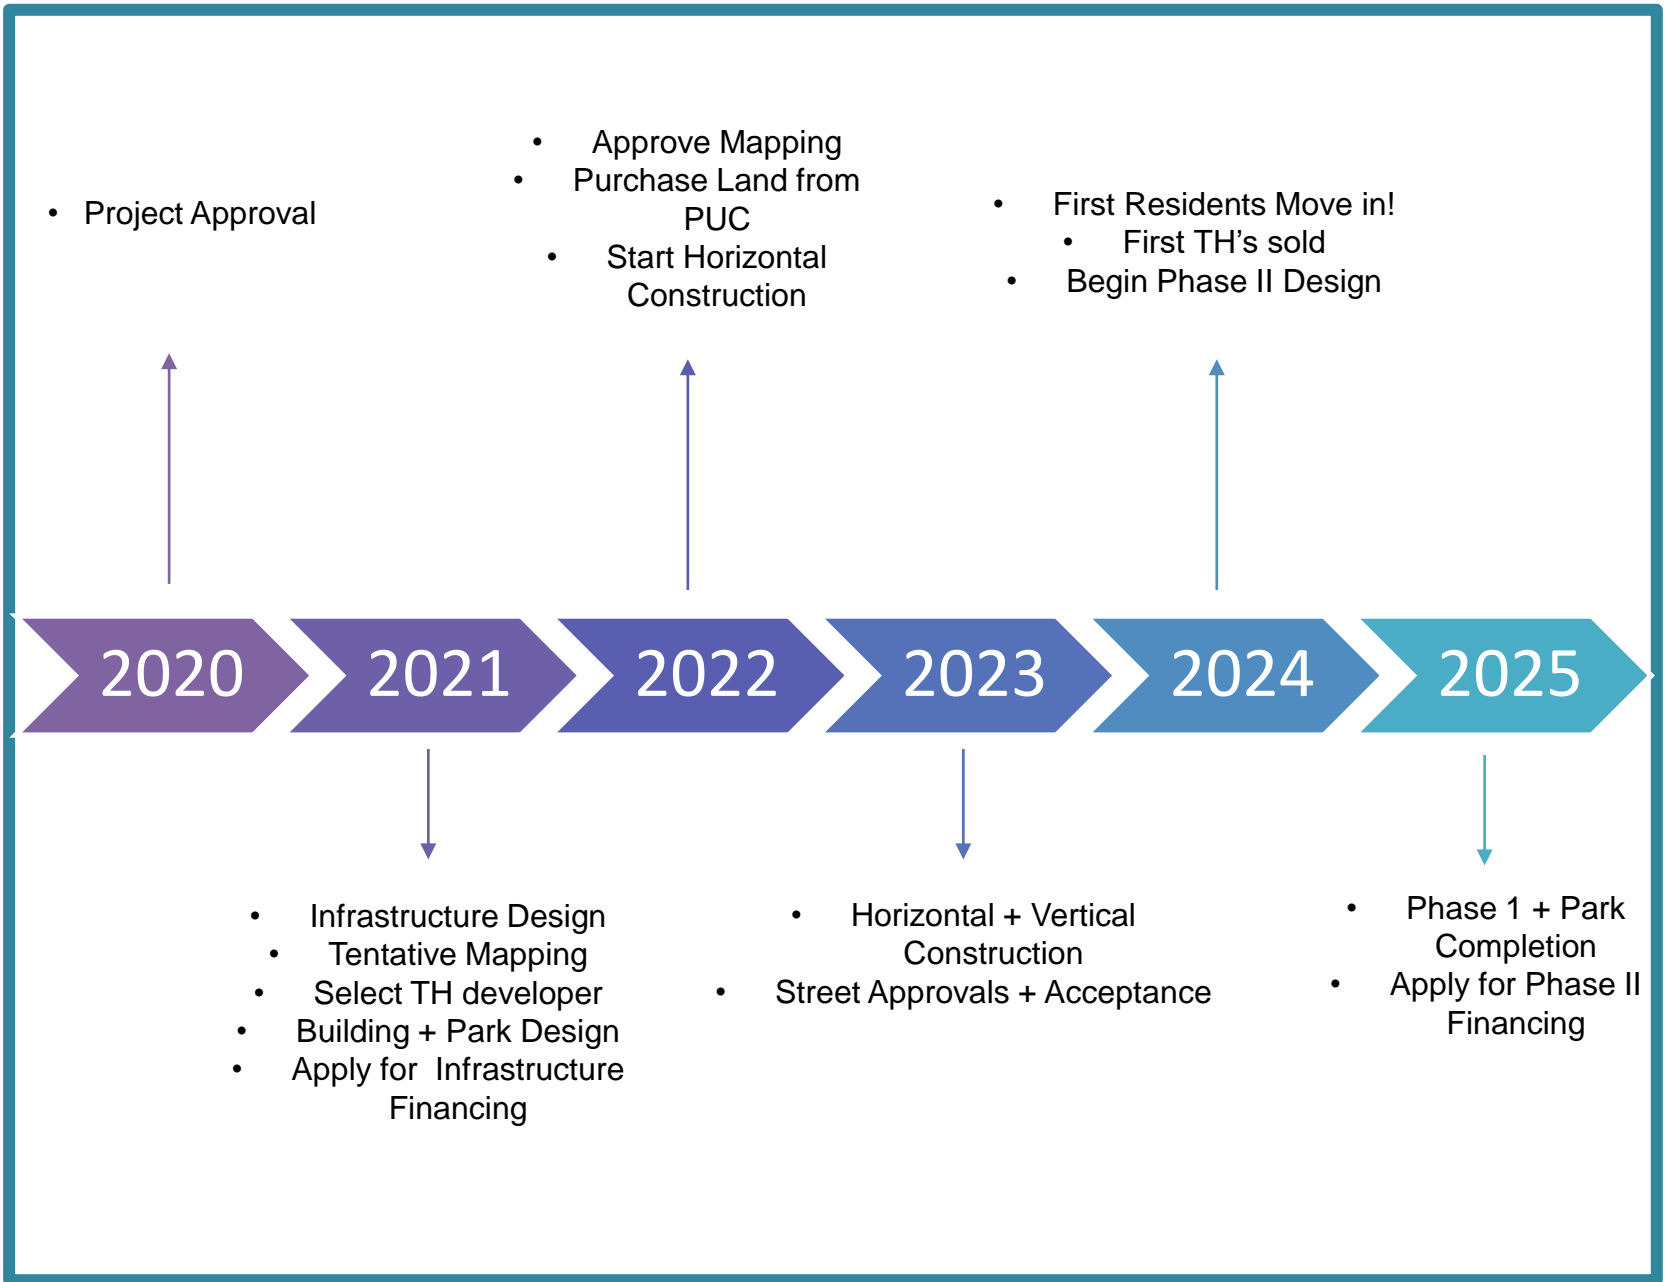 • Project Approval
• Approve Mapping
• Purchase Land from
PUC
• Start Horizontal
Construction
• First Residents Move in!
• First TH's sold
• Begin Phase II Design
2020
2021
2022
2023
2024
2025
• Infrastructure Design
• Tentative Mapping
• Select TH developer
• Building + Park Design
• Apply for  Infrastructure
Financing
• Horizontal + Vertical
Construction
• Street Approvals + Acceptance
• Phase 1 + Park
Completion
• Apply for Phase II
Financing